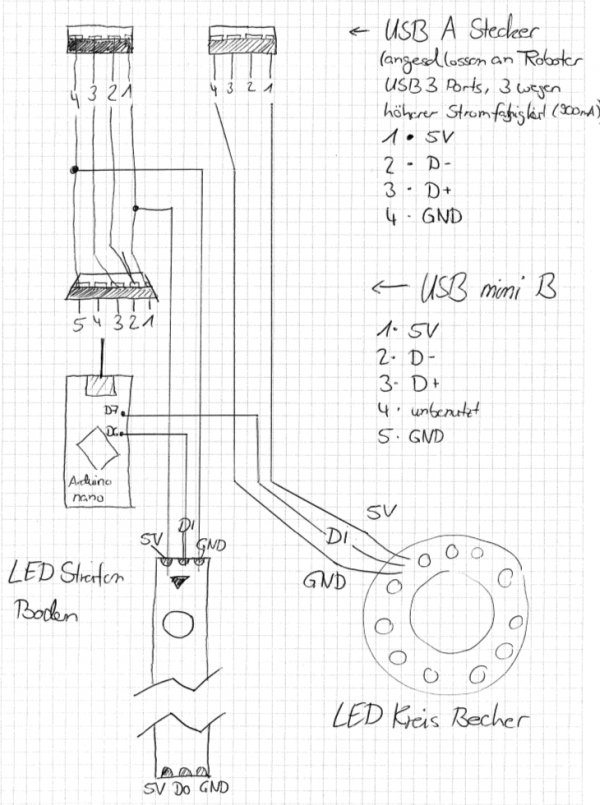 ← USB A Stecker
(angeschlossen an Roboter
USB 3 Ports, 3 wegen
höherer Stromfähigkeit (900mA)
1 · 5V
2 - D-
3 · D+
4 · GND
4 3 2 1
4 3 2 1
← USB mini B
1· 5V
2· D-
3· D+
4 · unbenutzt
5 · GND
5 4 3 2 1
D7
D6
Arduino
nano
5V DI GND
LED Streifen
Boden
5V Do GND
5V
DI
GND
LED Kreis Becher